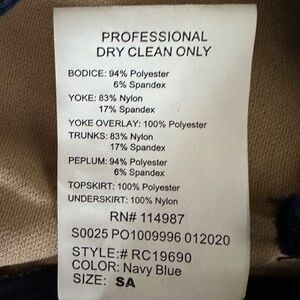 PROFESSIONAL
DRY CLEAN ONLY
BODICE: 94% Polyester
6% Spandex
YOKE: 83% Nylon
17% Spandex
YOKE OVERLAY: 100% Polyester
TRUNKS: 83% Nylon
17% Spandex
PEPLUM: 94% Polyester
6% Spandex
TOPSKIRT: 100% Polyester
UNDERSKIRT: 100% Nylon
RN# 114987
S0025 PO1009996 012020
STYLE:# RC19690
COLOR: Navy Blue
SIZE: SA